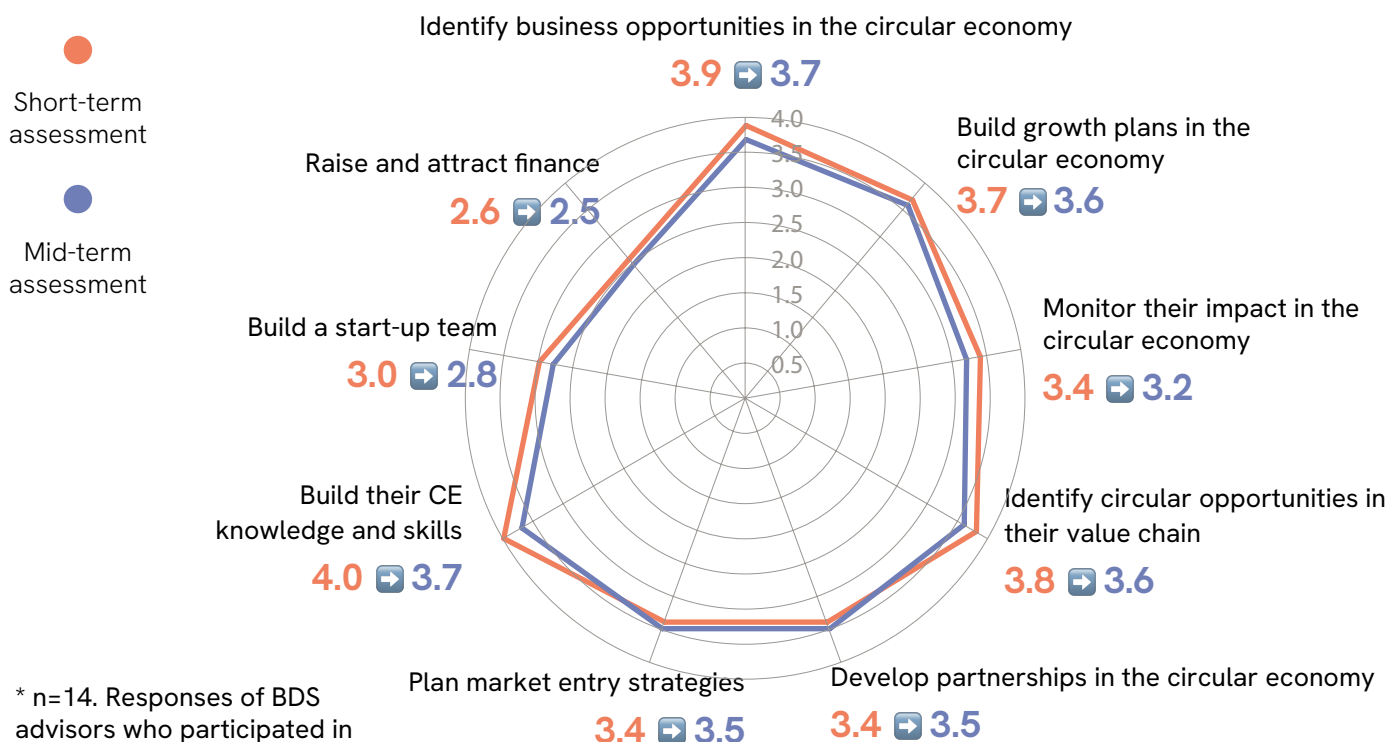 Identify business opportunities in the circular economy
3.9 ➡ 3.7
Short-term
assessment
Mid-term
assessment
Build growth plans in the
circular economy
3.7 ➡ 3.6
Raise and attract finance
2.6 ➡ 2.5
4.0
3.5
3.0
2.5
2.0
1.5
1.0
0.5
Monitor their impact in the
circular economy
3.4 ➡ 3.2
Build a start-up team
3.0 ➡ 2.8
Identify circular opportunities in
their value chain
3.8 ➡ 3.6
Build their CE
knowledge and skills
4.0 ➡ 3.7
Develop partnerships in the circular economy
3.4 ➡ 3.5
Plan market entry strategies
3.4 ➡ 3.5
* n=14. Responses of BDS
advisors who participated in